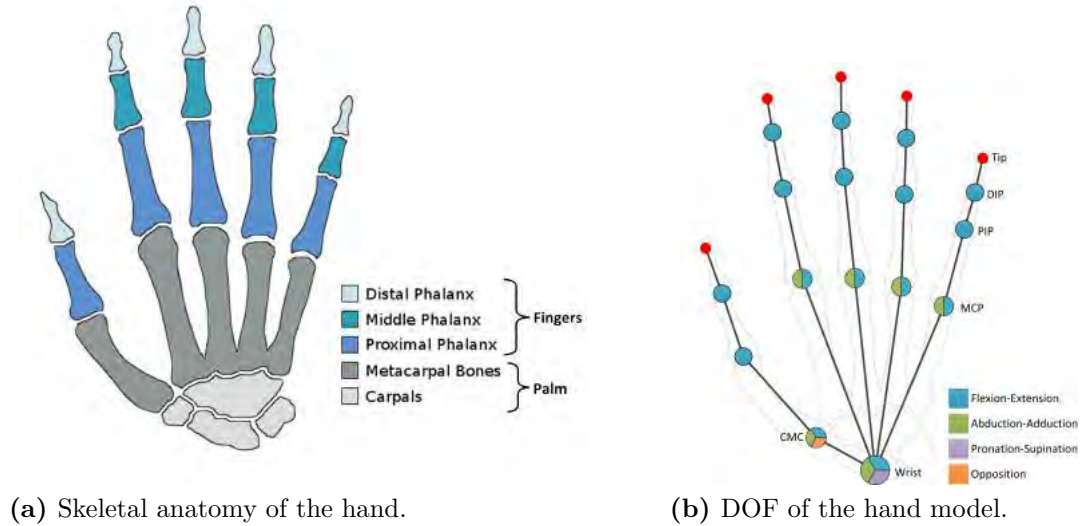 Distal Phalanx
Middle Phalanx
Proximal Phalanx
Fingers
Metacarpal Bones
Carpals
Palm
(a) Skeletal anatomy of the hand.
Tip
DIP
PIP
MCP
CMC
Wrist
Flexion-Extension
Abduction-Adduction
Pronation-Supination
Opposition
(b) DOF of the hand model.